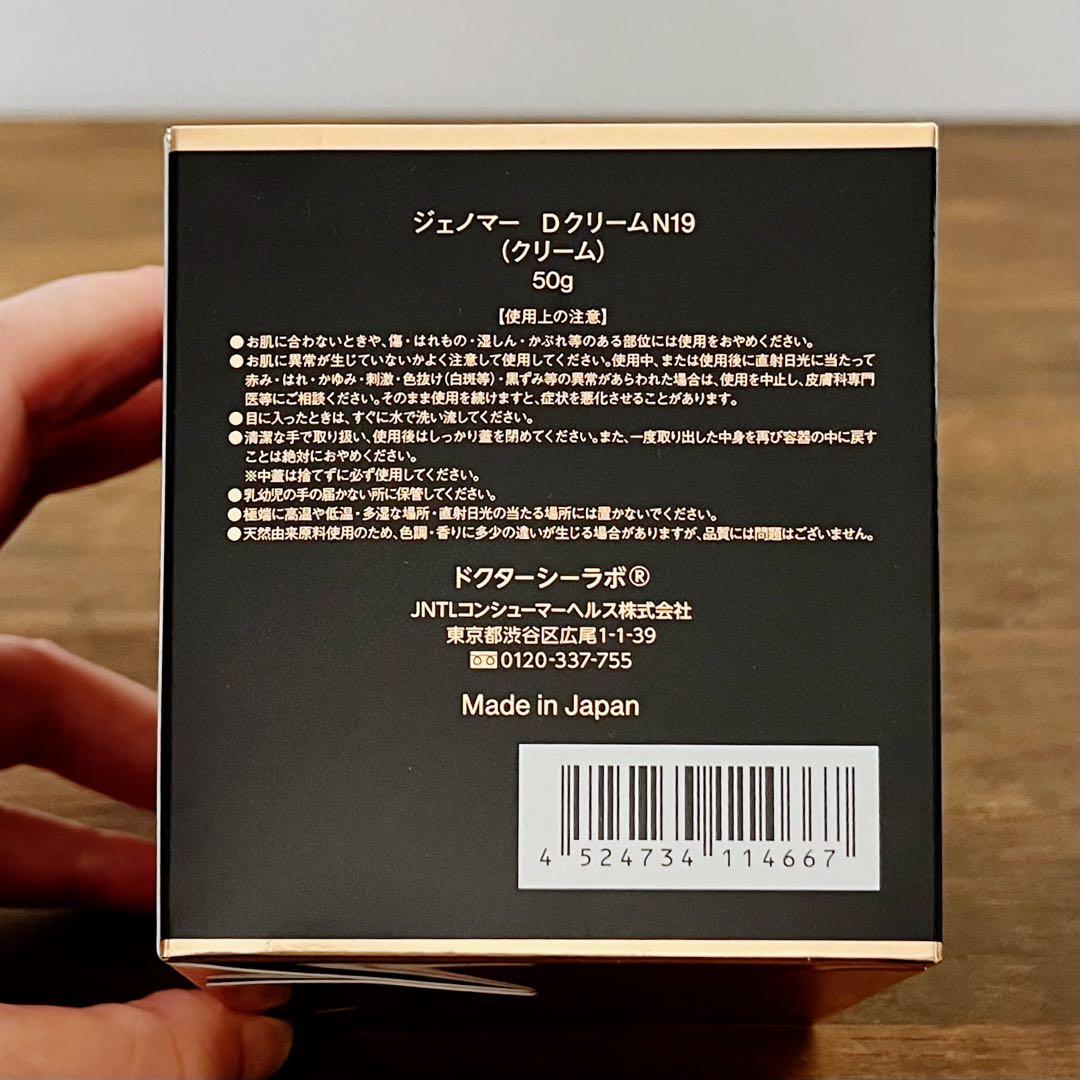 ジェノマー　DクリームN19
（クリーム）
50g
【使用上の注意】
●お肌に合わないときや、傷・はれもの・湿しん・かぶれ等のある部位には使用をおやめください。
●お肌に異常が生じていないかよく注意して使用してください。使用中、または使用後に直射日光に当たって
赤み・はれ・かゆみ・刺激・色抜け（白斑等）・黒ずみ等の異常があらわれた場合は、使用を中止し、皮膚科専門
医等にご相談ください。そのまま使用を続けますと、症状を悪化させることがあります。
●目に入ったときは、すぐに水で洗い流してください。
●清潔な手で取り扱い、使用後はしっかり蓋を閉めてください。また、一度取り出した中身を再び容器の中に戻す
ことは絶対におやめください。
※中蓋は捨てずに必ず使用してください。
●乳幼児の手の届かない所に保管してください。
●極端に高温や低温・多湿な場所・直射日光の当たる場所には置かないでください。
●天然由来原料使用のため、色調・香りに多少の違いが生じる場合がありますが、品質には問題はございません。
ドクターシーラボ®
JNTLコンシューマーヘルス株式会社
東京都渋谷区広尾1-1-39
0120-337-755
Made in Japan
4 524734 114667